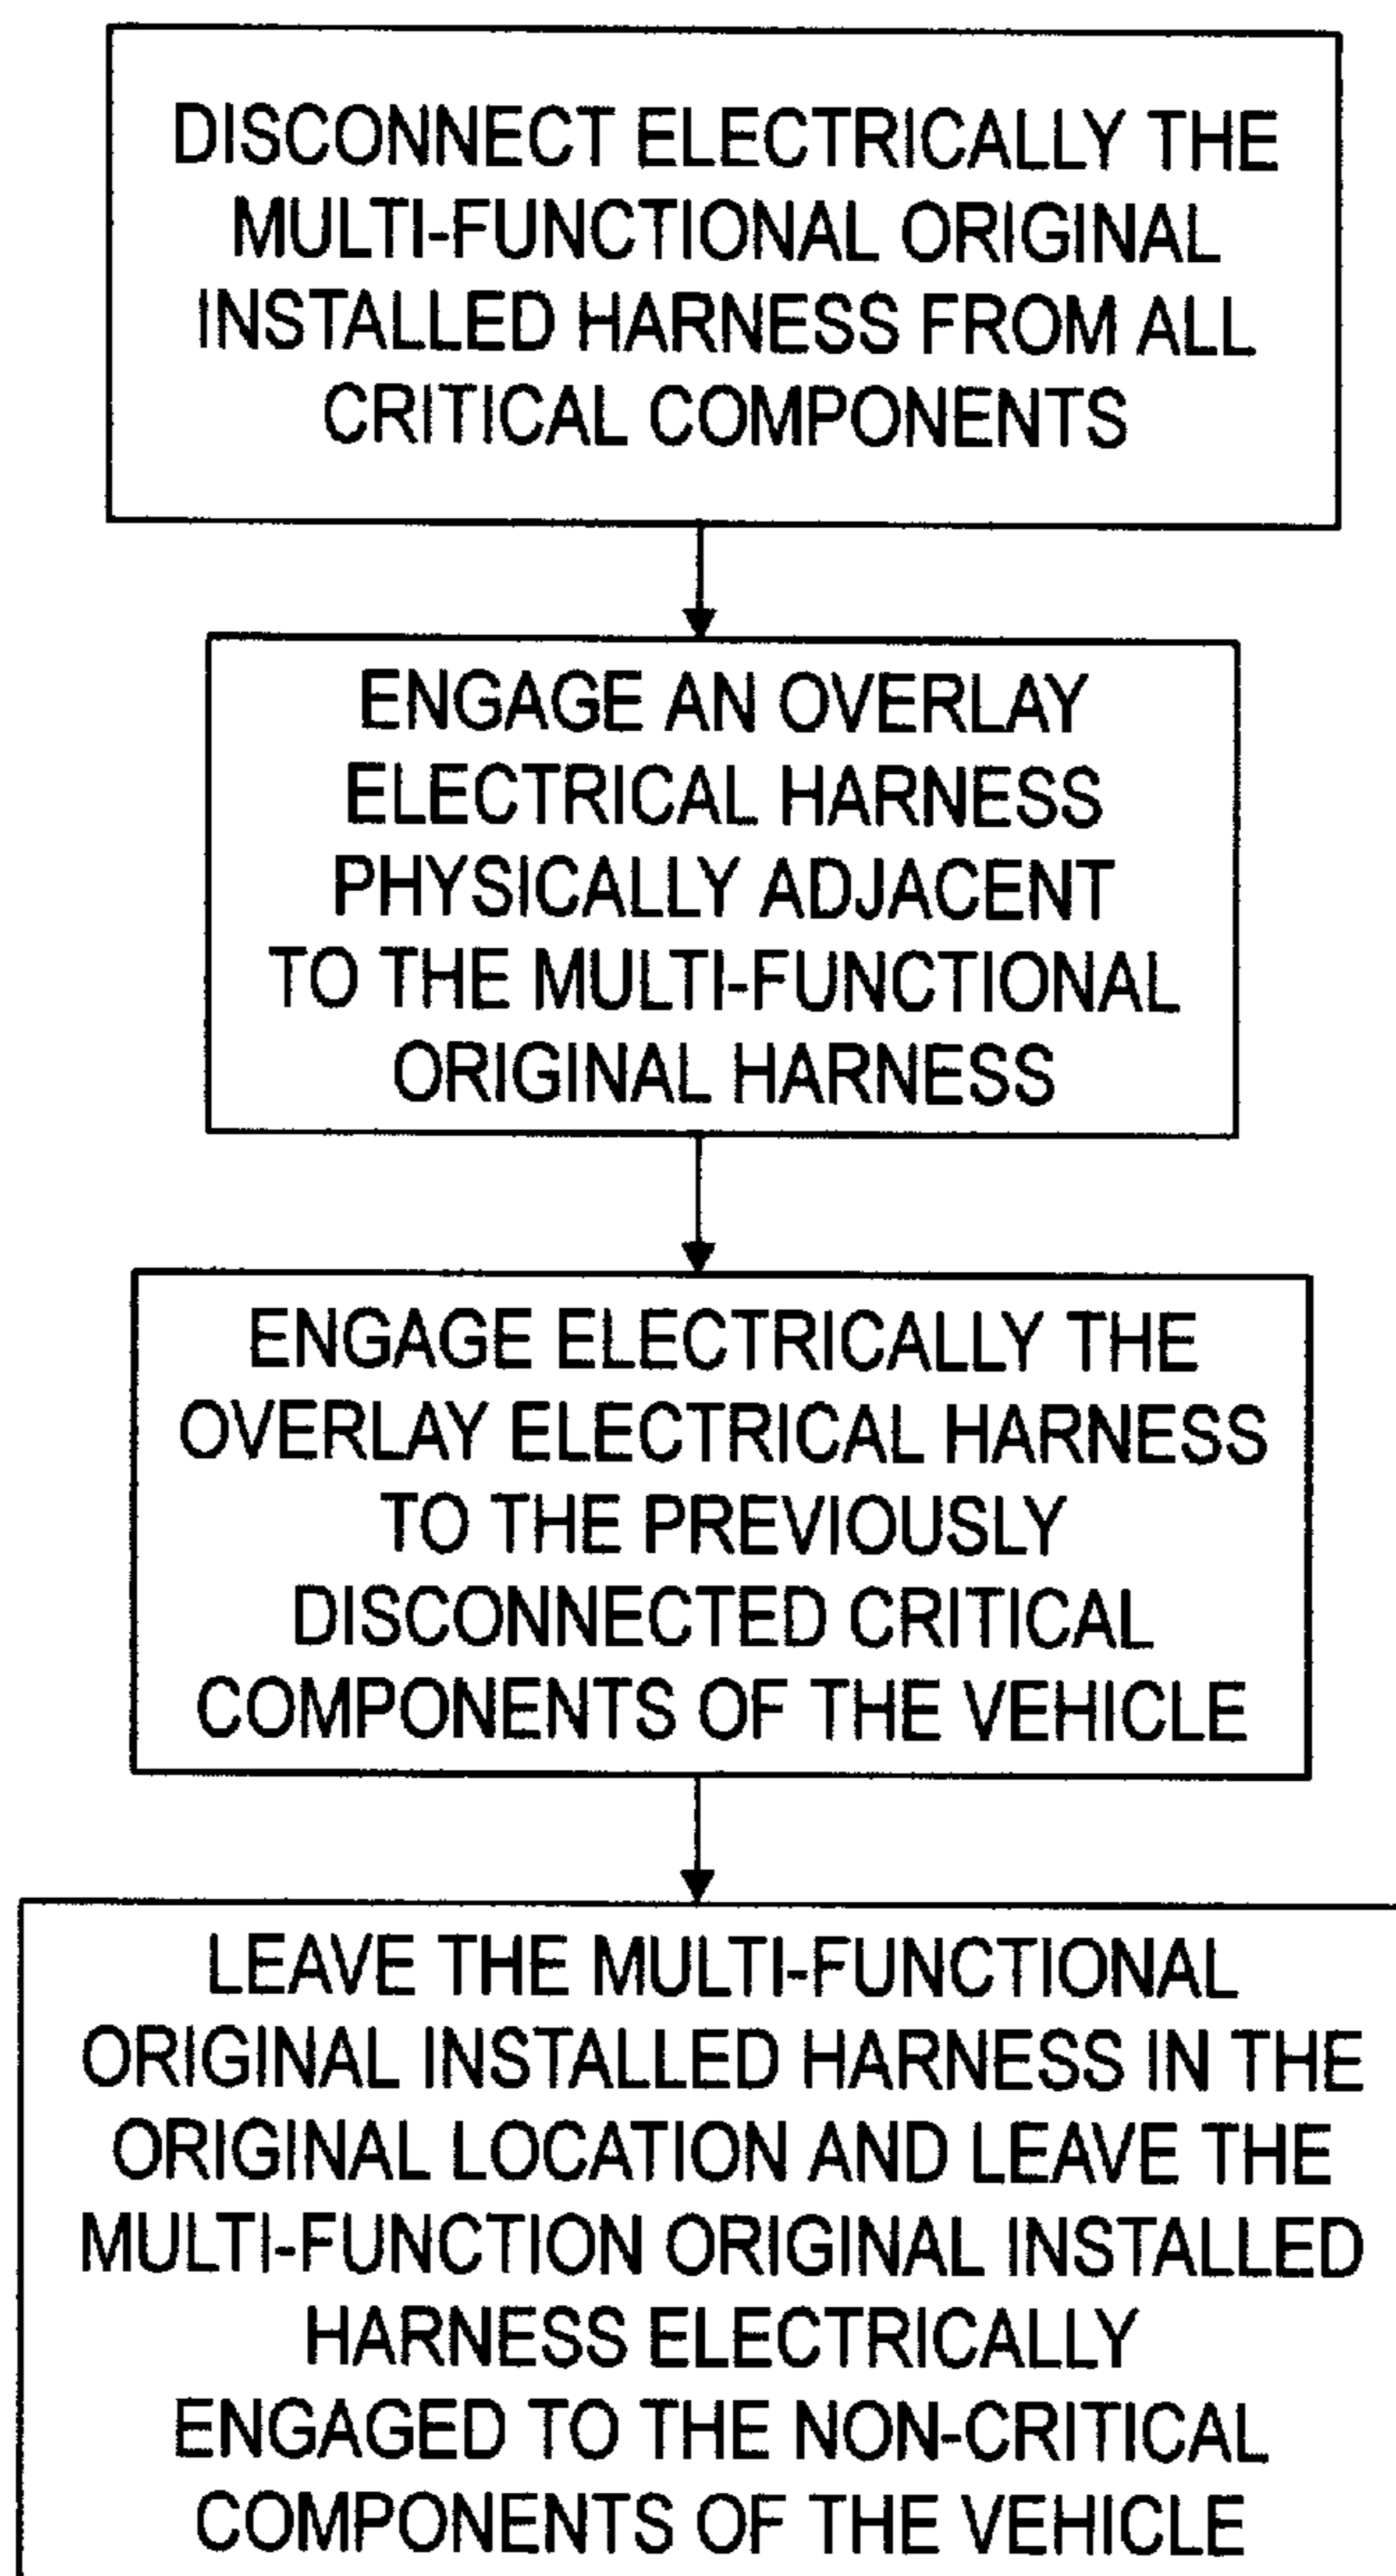 DISCONNECT ELECTRICALLY THE
MULTI-FUNCTIONAL ORIGINAL
INSTALLED HARNESS FROM ALL
CRITICAL COMPONENTS
ENGAGE AN OVERLAY
ELECTRICAL HARNESS
PHYSICALLY ADJACENT
TO THE MULTI-FUNCTIONAL
ORIGINAL HARNESS
ENGAGE ELECTRICALLY THE
OVERLAY ELECTRICAL HARNESS
TO THE PREVIOUSLY
DISCONNECTED CRITICAL
COMPONENTS OF THE VEHICLE
LEAVE THE MULTI-FUNCTIONAL
ORIGINAL INSTALLED HARNESS IN THE
ORIGINAL LOCATION AND LEAVE THE
MULTI-FUNCTION ORIGINAL INSTALLED
HARNESS ELECTRICALLY
ENGAGED TO THE NON-CRITICAL
COMPONENTS OF THE VEHICLE